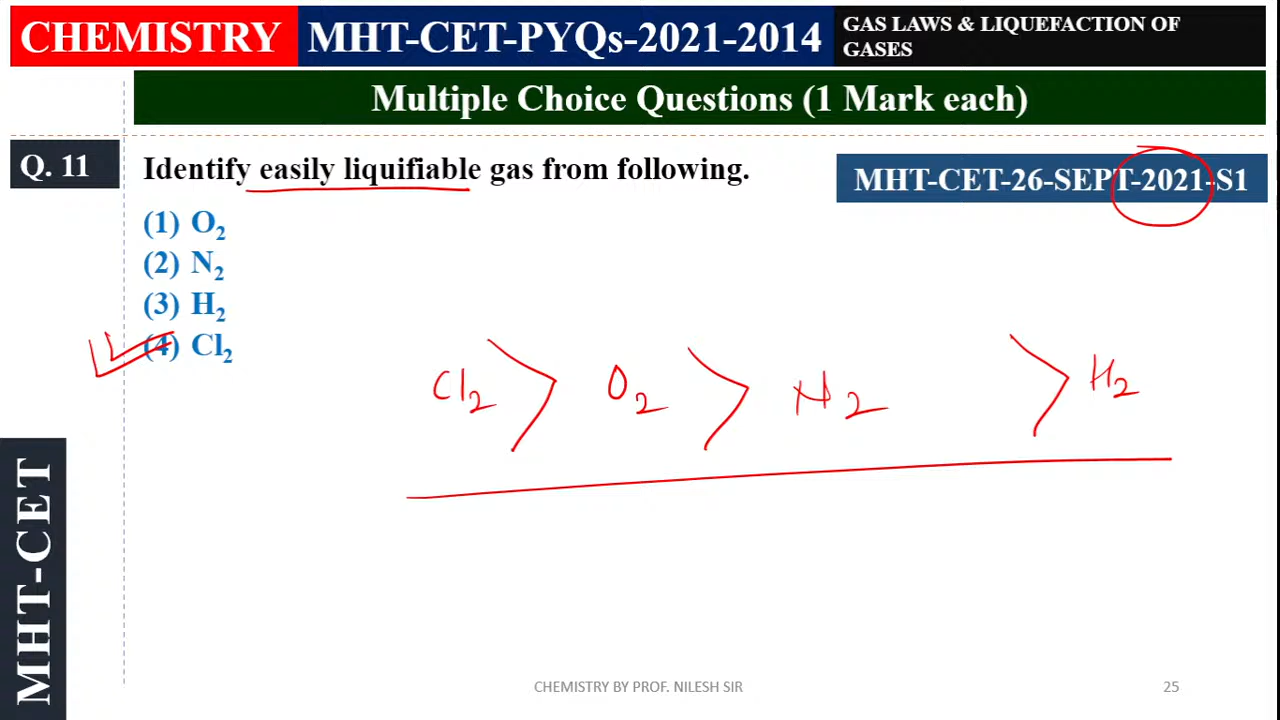 CHEMISTRY MHT-CET-PYQs-2021-2014 GAS LAWS & LIQUEFACTION OF
GASES
Multiple Choice Questions (1 Mark each)
Q. 11 Identify easily liquifiable gas from following. MHT-CET-26-SEPT-2021-S1
(1) O₂
(2) N₂
(3) H₂
(4) Cl₂
Cl₂ > O₂ > N₂ > H₂
MHT-CET
CHEMISTRY BY PROF. NILESH SIR 25